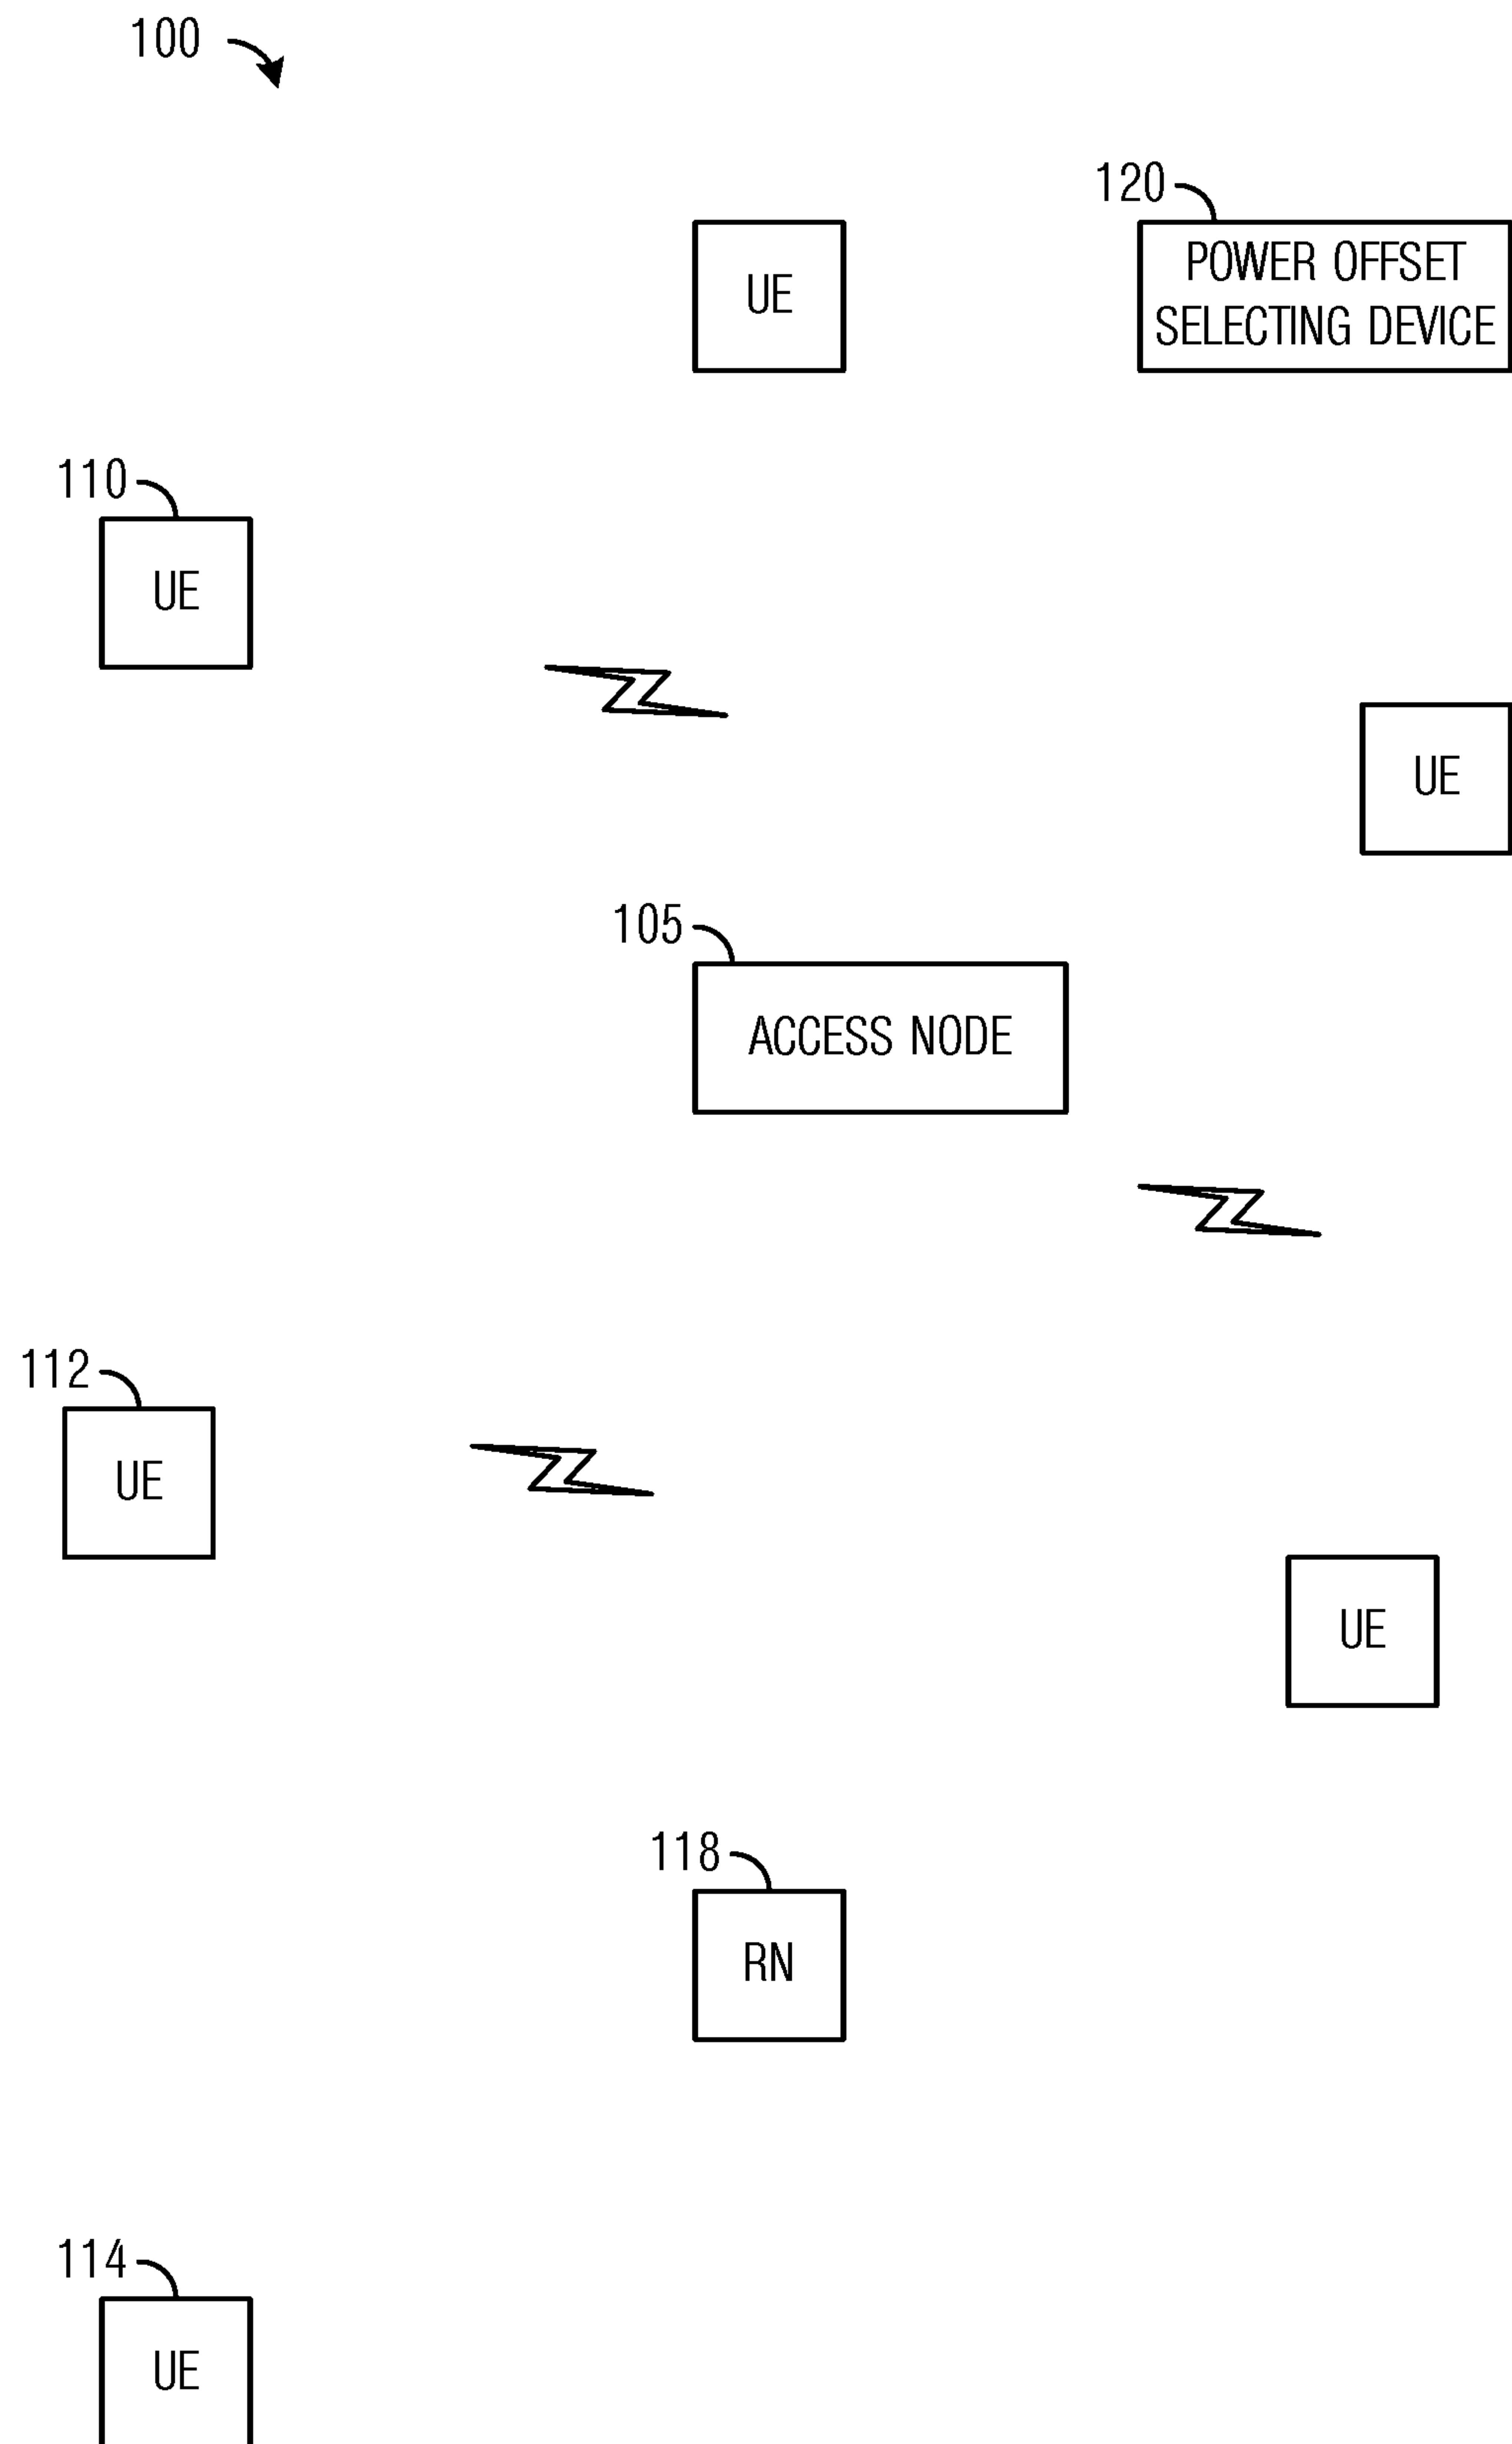 100
120
UE
POWER OFFSET
SELECTING DEVICE
110
UE
UE
105
ACCESS NODE
112
UE
UE
118
RN
114
UE